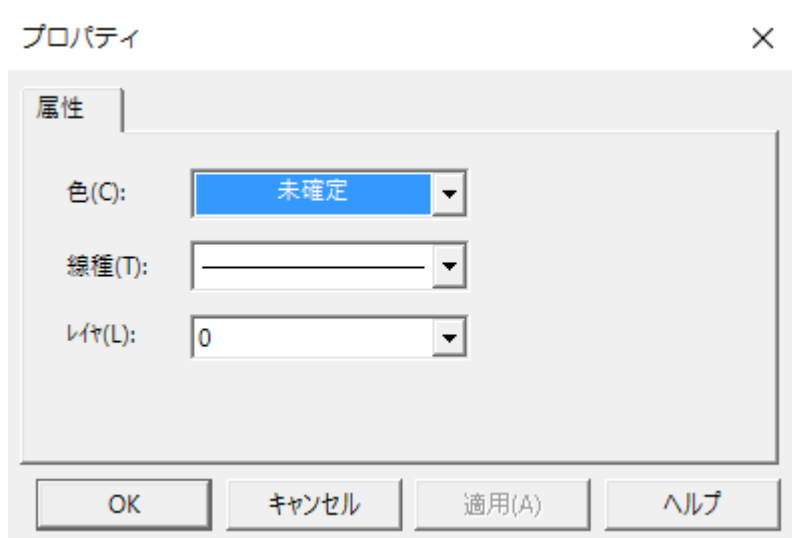 プロパティ
属性
色(C): 未確定
線種(T):
ﾚｲﾔ(L): 0
OK キャンセル 適用(A) ヘルプ